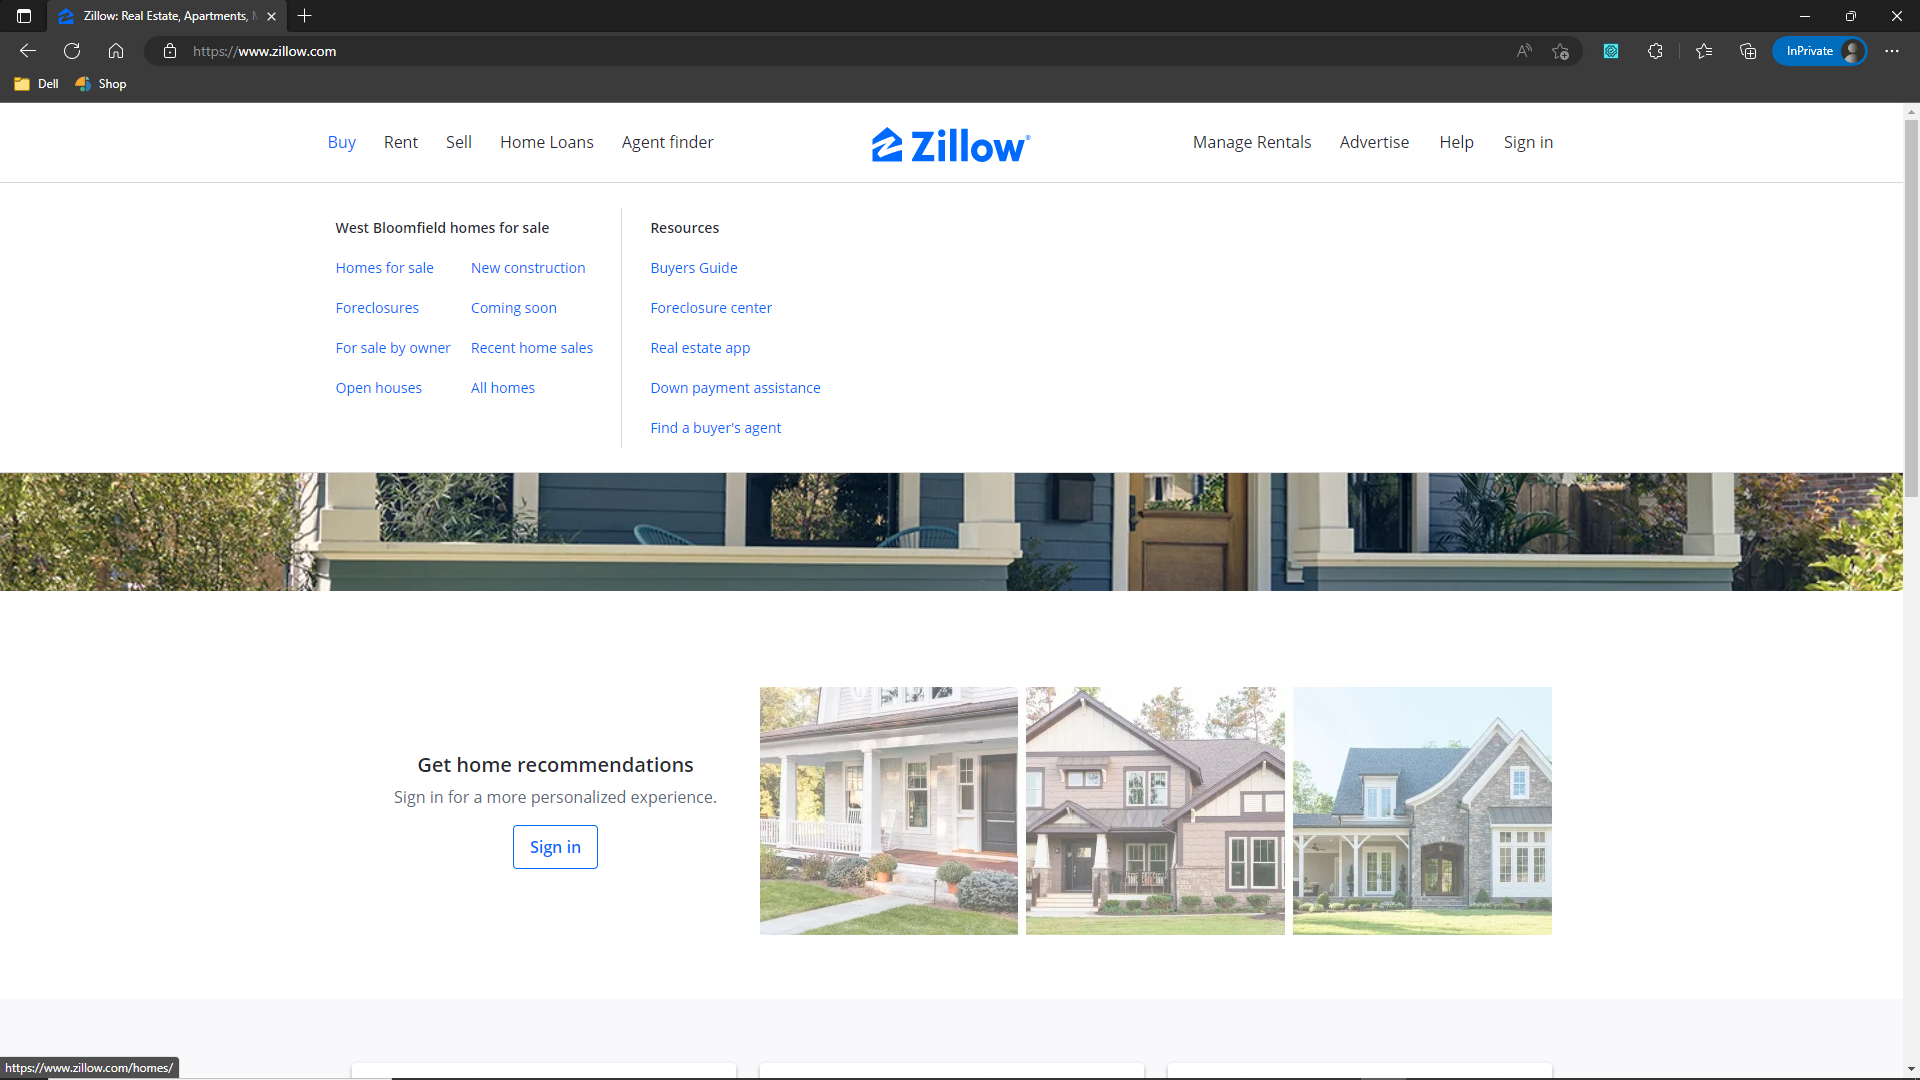 Zillow: Real Estate, Apartments,
https://www.zillow.com
InPrivate
Dell
Shop
Buy
Rent
Sell
Home Loans
Agent finder
Zillow
Manage Rentals
Advertise
Help
Sign in
West Bloomfield homes for sale
Homes for sale
New construction
Foreclosures
Coming soon
For sale by owner
Recent home sales
Open houses
All homes
Resources
Buyers Guide
Foreclosure center
Real estate app
Down payment assistance
Find a buyer's agent
Get home recommendations
Sign in for a more personalized experience.
Sign in
https://www.zillow.com/homes/